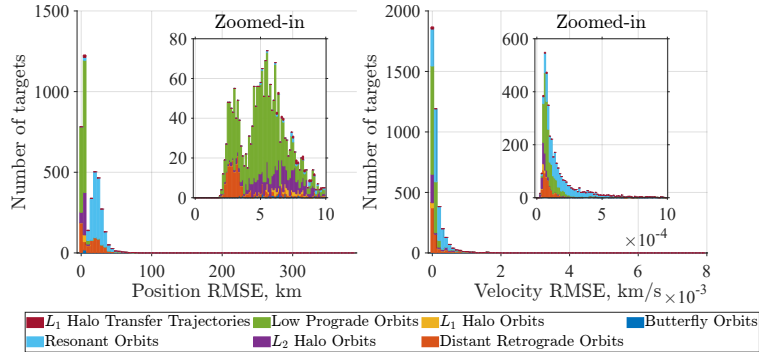 Zoomed-in
Zoomed-in
1500
1000
500
0
Number of targets
80
60
40
20
0
0 5 10
0 100 200 300
Position RMSE, km
2000
1500
1000
500
0
Number of targets
600
400
200
0
0 5 10
×10⁻⁴
0 2 4 6 8
Velocity RMSE, km/s ×10⁻³
L₁ Halo Transfer Trajectories Low Prograde Orbits L₁ Halo Orbits Butterfly Orbits
Resonant Orbits L₂ Halo Orbits Distant Retrograde Orbits